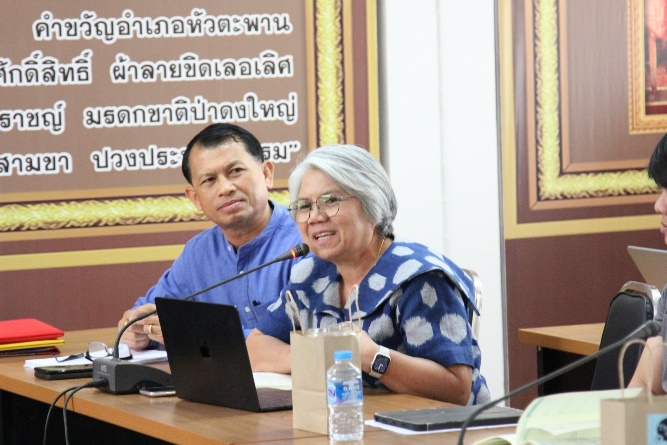 คำขวัญอำเภอหัวตะพาน
ศักดิ์สิทธิ์ ผ้าลายขิดเลอเลิศ
ราชญ์ มรดกชาติป่าดงใหญ่
สามขา ปวงประ รม”